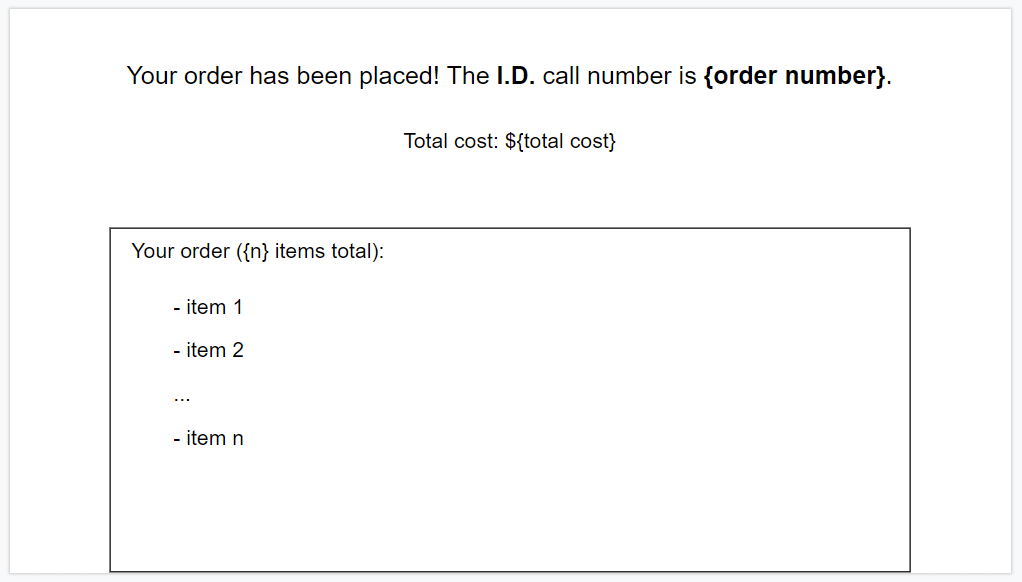 Your order has been placed! The I.D. call number is {order number}.
Total cost: ${total cost}
Your order ({n} items total):
- item 1
- item 2
...
- item n